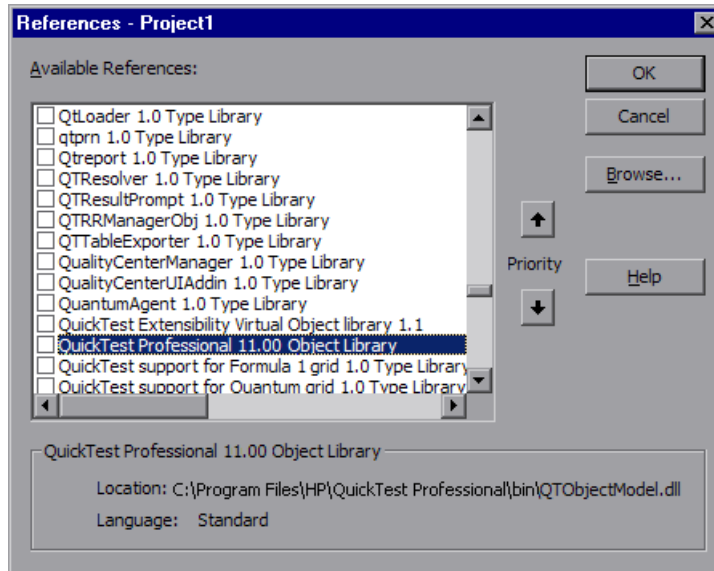 References - Project1
Available References:
OK
QtLoader 1.0 Type Library
Cancel
qtprn 1.0 Type Library
Qtreport 1.0 Type Library
QTResolver 1.0 Type Library
Browse...
QTResultPrompt 1.0 Type Library
QTRRManagerObj 1.0 Type Library
QTTableExporter 1.0 Type Library
QualityCenterManager 1.0 Type Library
Priority
QualityCenterUIAddin 1.0 Type Library
Help
QuantumAgent 1.0 Type Library
QuickTest Extensibility Virtual Object library 1.1
QuickTest Professional 11.00 Object Library
QuickTest support for Formula 1 grid 1.0 Type Library
QuickTest support for Quantum grid 1.0 Type Library
QuickTest Professional 11.00 Object Library
Location: C:\Program Files\HP\QuickTest Professional\bin\QTObjectModel.dll
Language: Standard